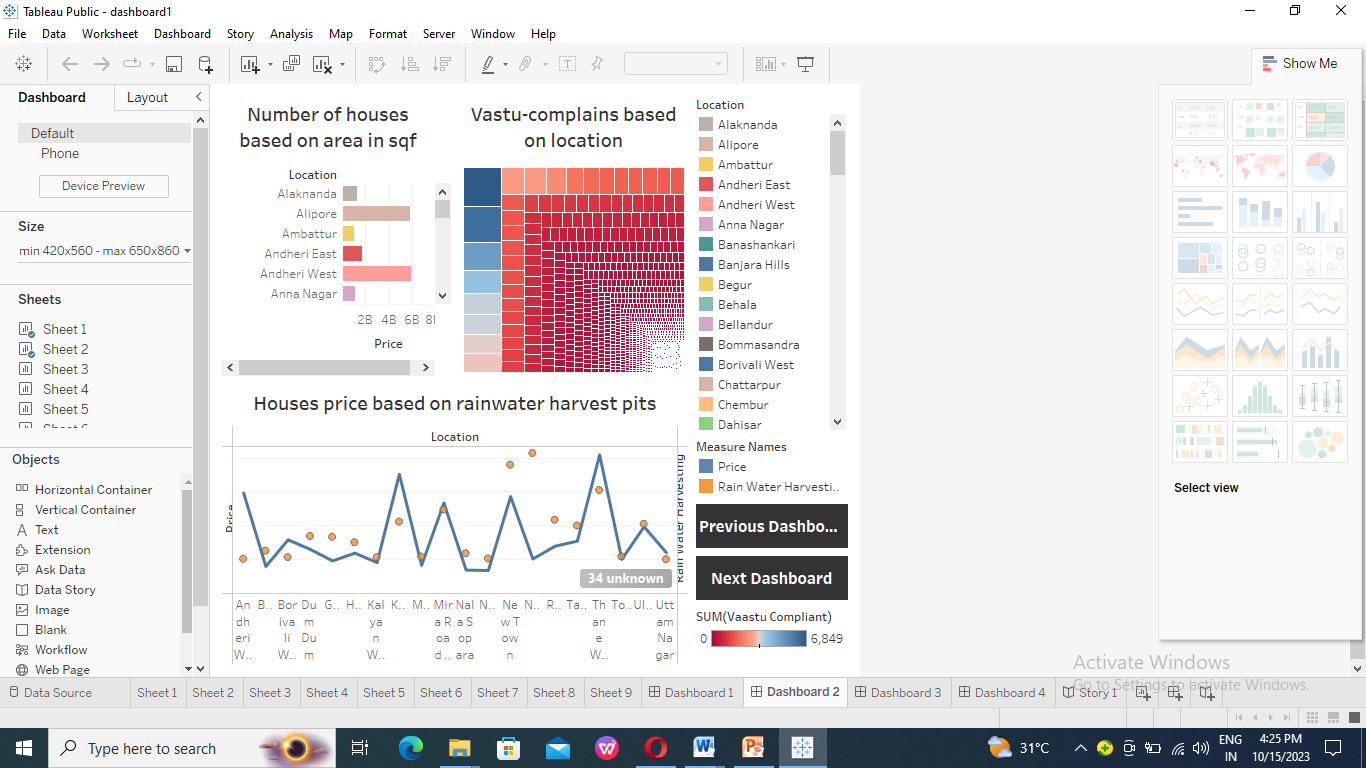 Tableau Public - dashboard1
File Data Worksheet Dashboard Story Analysis Map Format Server Window Help
Show Me
Dashboard Layout
Default
Phone
Device Preview
Size
min 420x560 - max 650x860
Sheets
Sheet 1
Sheet 2
Sheet 3
Sheet 4
Sheet 5
Objects
Horizontal Container
Vertical Container
Text
Extension
Ask Data
Data Story
Image
Blank
Workflow
Web Page
Number of houses
based on area in sqf
Location
Alaknanda
Alipore
Ambattur
Andheri East
Andheri West
Anna Nagar
2B 4B 6B
Price
Vastu-complains based
on location
Location
Alaknanda
Alipore
Ambattur
Andheri East
Andheri West
Anna Nagar
Banashankari
Banjara Hills
Begur
Behala
Bellandur
Bommasandra
Borivali West
Chattarpur
Chembur
Dahisar
Measure Names
Price
Rain Water Harvesti..
Previous Dashbo...
Next Dashboard
SUM(Vaastu Compliant)
0 6,849
Houses price based on rainwater harvest pits
Location
Price
Rain Water Harvesting
34 unknown
An B.. Bor Du G.. H.. Kal K.. M.. Mir Nal N.. Ne N.. R.. Ta.. Th To.. Ul.. Utt
dh iva m ya a R a S w T an am
eri li Du n oa op ow e Na
W.. W.. m W.. d .. ara n W.. gar
Select view
Activate Windows
Go to Settings to activate Windows.
Data Source Sheet 1 Sheet 2 Sheet 3 Sheet 4 Sheet 5 Sheet 6 Sheet 7 Sheet 8 Sheet 9 Dashboard 1 Dashboard 2 Dashboard 3 Dashboard 4 Story 1
Type here to search
31°C
ENG
IN
4:25 PM
10/15/2023